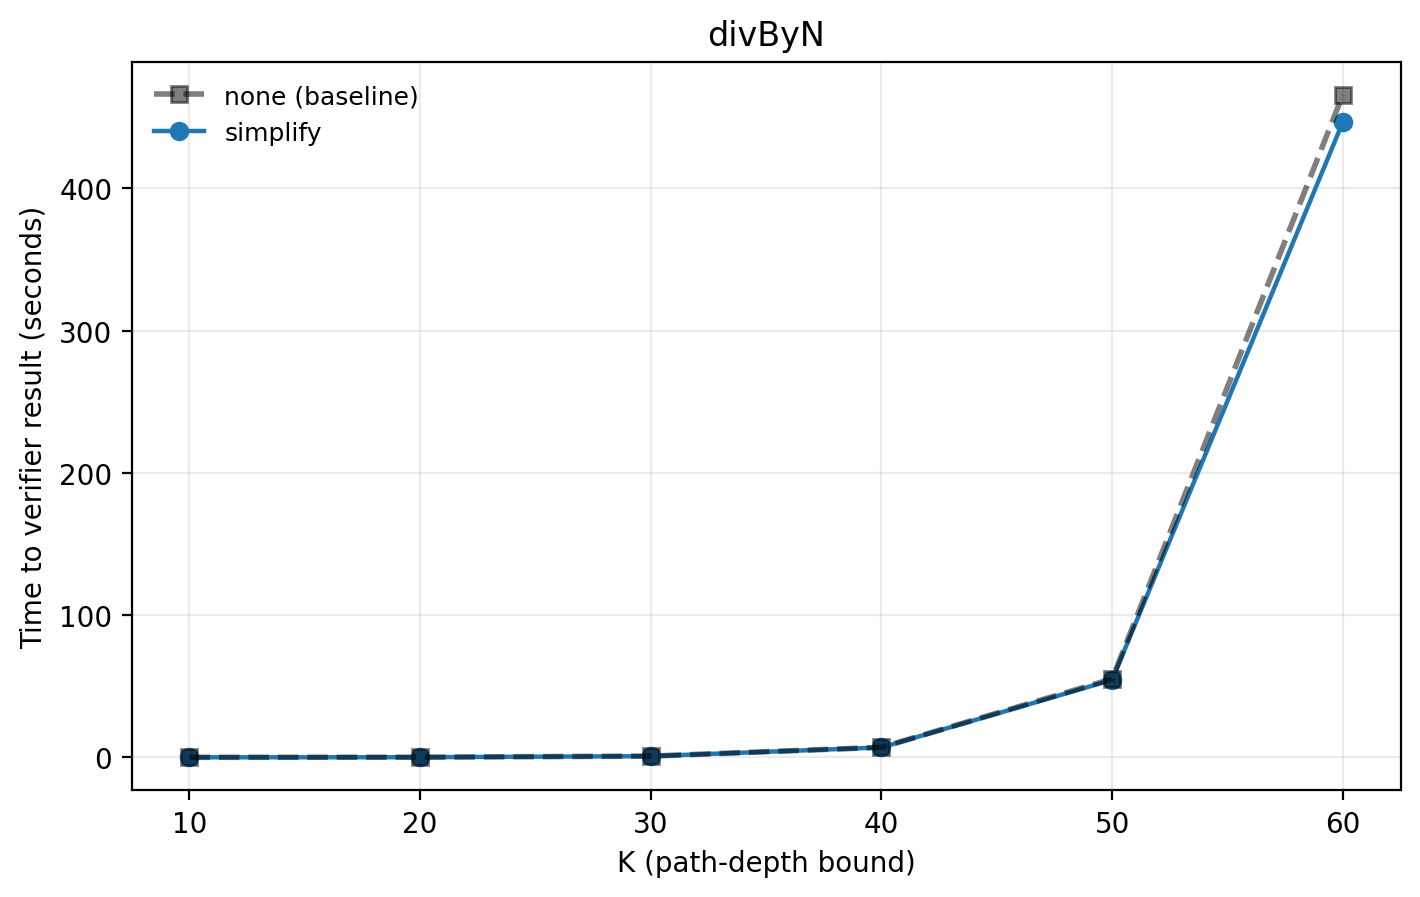 divByN
none (baseline)
simplify
Time to verifier result (seconds)
400
300
200
100
0
10 20 30 40 50 60
K (path-depth bound)